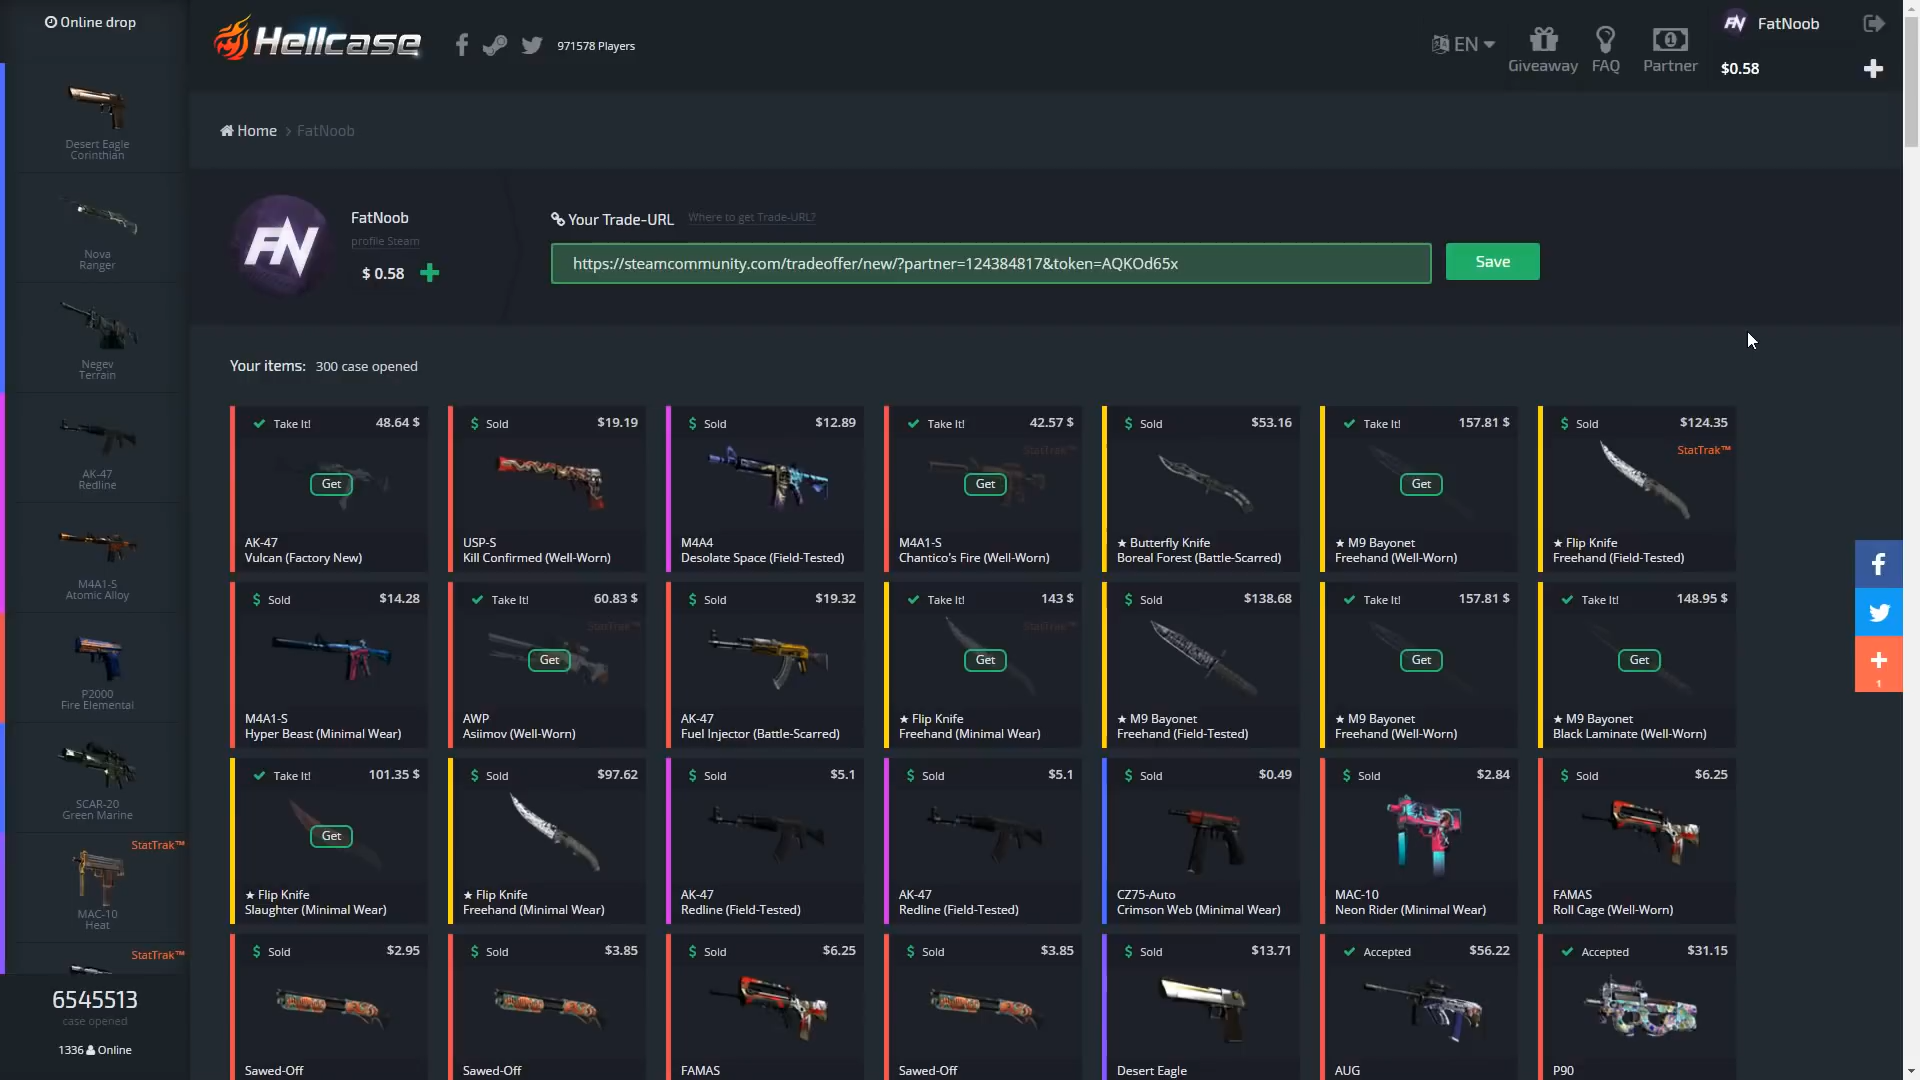 Online drop
Desert Eagle
Corinthian
Nova
Ranger
Negev
Terrain
AK-47
Redline
M4A1-S
Atomic Alloy
P2000
Fire Elemental
SCAR-20
Green Marine
StatTrak™
MAC-10
Heat
StatTrak™
6545513
case opened
1336 Online
Hellcase
971578 Players
EN
Giveaway
FAQ
Partner
FN
FatNoob
$0.58
Home > FatNoob
FN
FatNoob
profile Steam
$ 0.58
Your Trade-URL
Where to get Trade-URL?
https://steamcommunity.com/tradeoffer/new/?partner=124384817&token=AQKOd65x
Save
Your items: 300 case opened
Take It! 48.64 $
Get
AK-47
Vulcan (Factory New)
$ Sold $19.19
USP-S
Kill Confirmed (Well-Worn)
$ Sold $12.89
M4A4
Desolate Space (Field-Tested)
Take It! 42.57 $
StatTrak™
Get
M4A1-S
Chantico's Fire (Well-Worn)
$ Sold $53.16
★ Butterfly Knife
Boreal Forest (Battle-Scarred)
Take It! 157.81 $
Get
★ M9 Bayonet
Freehand (Well-Worn)
$ Sold $124.35
StatTrak™
★ Flip Knife
Freehand (Field-Tested)
$ Sold $14.28
M4A1-S
Hyper Beast (Minimal Wear)
Take It! 60.83 $
StatTrak™
Get
AWP
Asiimov (Well-Worn)
$ Sold $19.32
AK-47
Fuel Injector (Battle-Scarred)
Take It! 143 $
StatTrak™
Get
★ Flip Knife
Freehand (Minimal Wear)
$ Sold $138.68
★ M9 Bayonet
Freehand (Field-Tested)
Take It! 157.81 $
Get
★ M9 Bayonet
Freehand (Well-Worn)
Take It! 148.95 $
Get
★ M9 Bayonet
Black Laminate (Well-Worn)
Take It! 101.35 $
Get
★ Flip Knife
Slaughter (Minimal Wear)
$ Sold $97.62
★ Flip Knife
Freehand (Minimal Wear)
$ Sold $5.1
AK-47
Redline (Field-Tested)
$ Sold $5.1
AK-47
Redline (Field-Tested)
$ Sold $0.49
CZ75-Auto
Crimson Web (Minimal Wear)
$ Sold $2.84
MAC-10
Neon Rider (Minimal Wear)
$ Sold $6.25
FAMAS
Roll Cage (Well-Worn)
$ Sold $2.95
Sawed-Off
$ Sold $3.85
Sawed-Off
$ Sold $6.25
FAMAS
$ Sold $3.85
Sawed-Off
$ Sold $13.71
Desert Eagle
Accepted $56.22
AUG
Accepted $31.15
P90
1